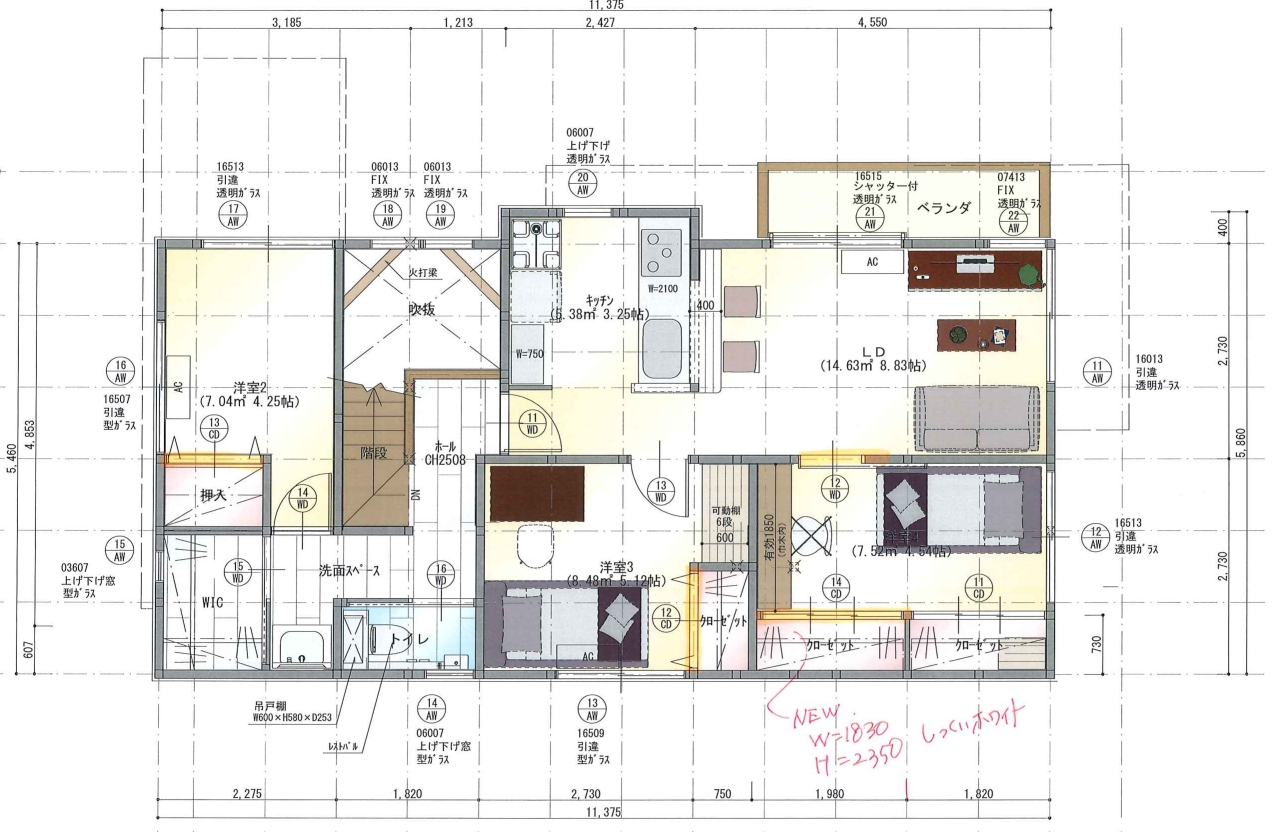 11,375
3,185
1,213
2,427
4,550
06007
上げ下げ
透明ガラス
20
AW
16513
引違
透明ガラス
17
AW
06013
FIX
透明ガラス
18
AW
06013
FIX
透明ガラス
19
AW
16515
シャッター付
透明ガラス
21
AW
ベランダ
07413
FIX
透明ガラス
22
AW
400
火打梁
吹抜
キッチン
(5.38㎡ 3.25帖)
W=2100
W=750
400
AC
LD
(14.63㎡ 8.83帖)
2,730
11
AW
16013
引違
透明ガラス
16
AW
16507
引違
型ガラス
AC
洋室2
(7.04㎡ 4.25帖)
13
CD
押入
14
WD
階段
ホール
CH2508
DN
11
WD
5,460
4,853
5,860
13
WD
可動棚
6段
600
有効1850
(巾木内)
12
WD
洋室4
(7.52㎡ 4.54帖)
12
AW
16513
引違
透明ガラス
2,730
15
AW
03607
上げ下げ窓
型ガラス
15
WD
WIC
洗面スペース
16
WD
トイレ
洋室3
(8.48㎡ 5.12帖)
12
CD
AC
クローゼット
14
CD
クローゼット
11
CD
クローゼット
730
607
吊戸棚
W600×H580×D253
レストパル
14
AW
06007
上げ下げ窓
型ガラス
13
AW
16509
引違
型ガラス
NEW
W=1830
H=2350
しっくいホワイト
2,275
1,820
2,730
750
1,980
1,820
11,375